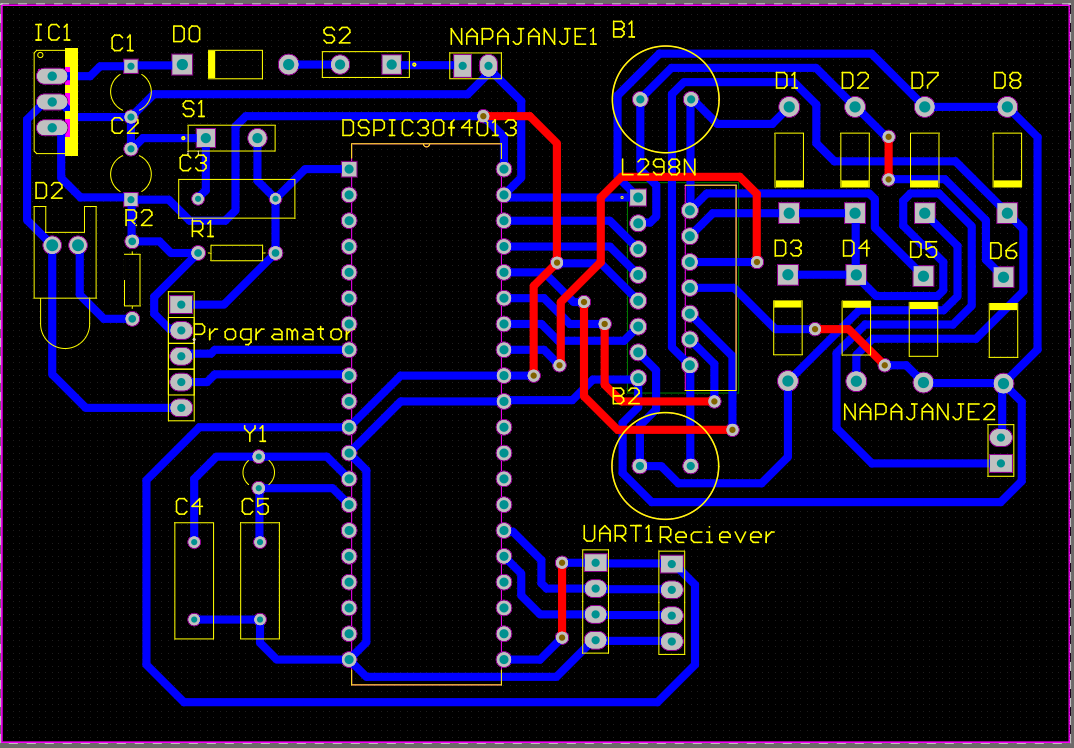 IC1
C1
D0
S2
NAPAJANJE1
B1
D1
D2
D7
D8
C2
S1
DSPIC30f4013
C3
L298N
D2
R2
R1
D3
D4
D5
D6
Programator
B2
NAPAJANJE2
Y1
C4
C5
UART1
Reciever